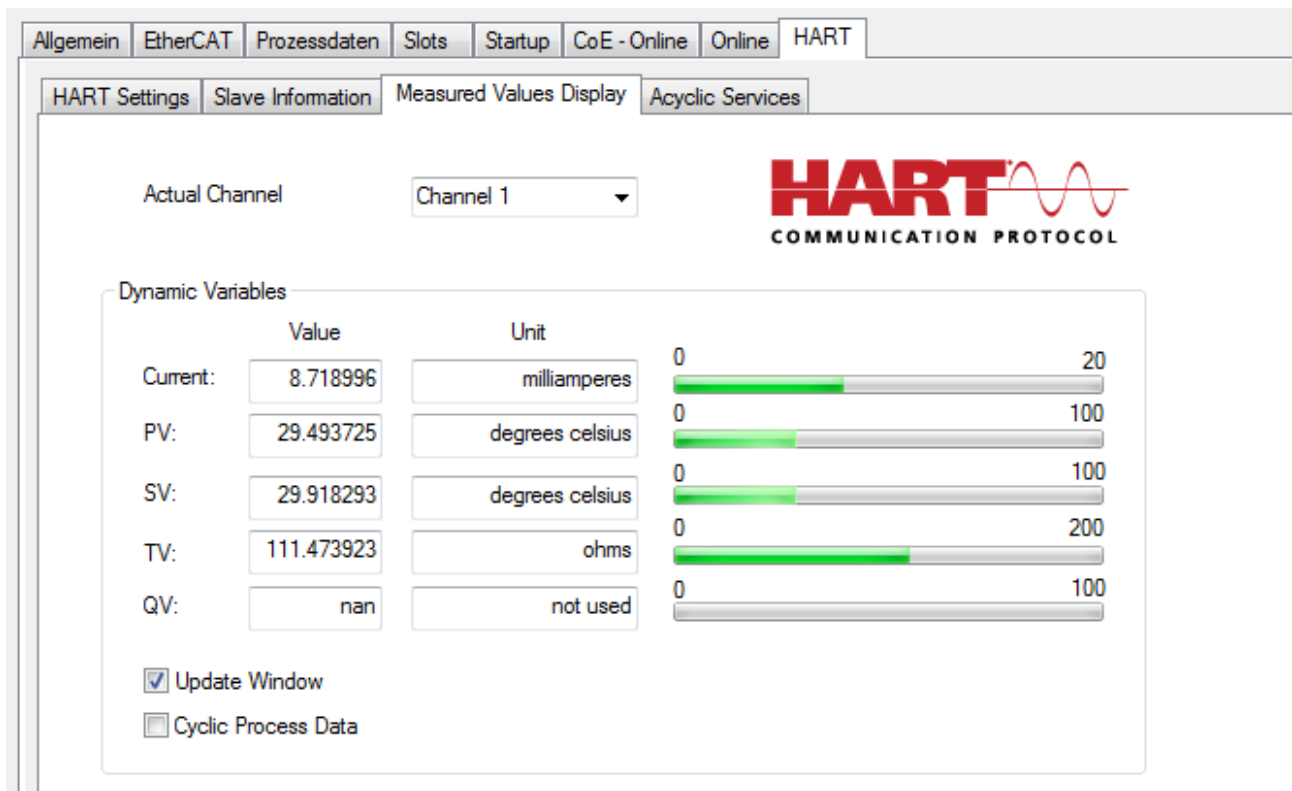 Allgemein EtherCAT Prozessdaten Slots Startup CoE - Online Online HART
HART Settings Slave Information Measured Values Display Acyclic Services
Actual Channel Channel 1
HART
COMMUNICATION PROTOCOL
Dynamic Variables
Value Unit
0 20
Current: 8.718996 milliamperes
0 100
PV: 29.493725 degrees celsius
0 100
SV: 29.918293 degrees celsius
0 200
TV: 111.473923 ohms
0 100
QV: nan not used
Update Window
Cyclic Process Data